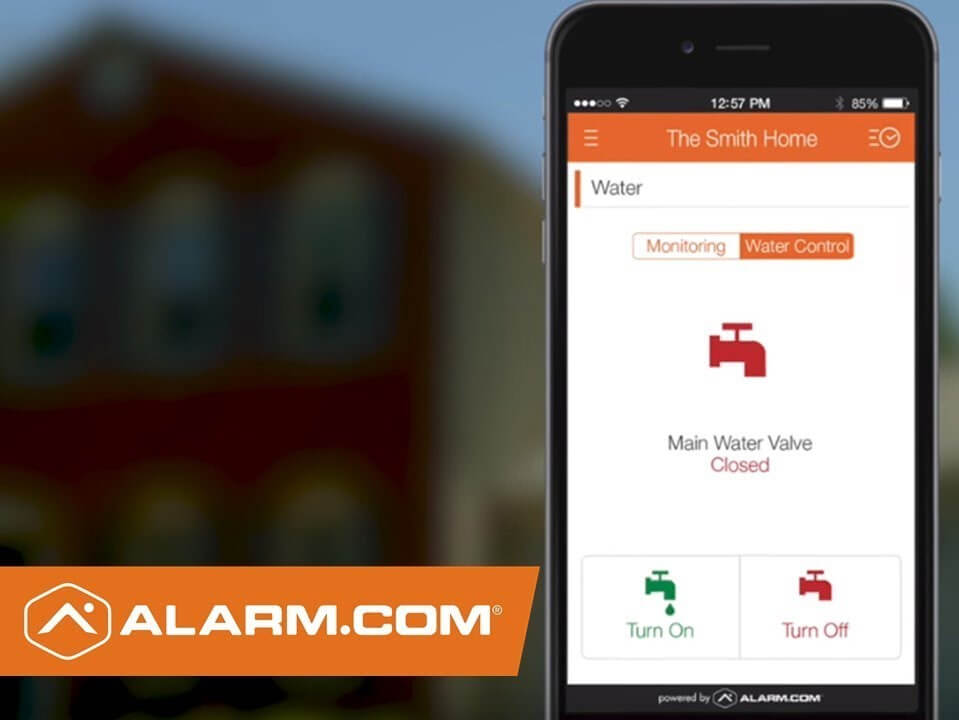 12:57 PM
85%
The Smith Home
Water
Monitoring
Water Control
Main Water Valve
Closed
Turn On
Turn Off
powered by ALARM.COM
ALARM.COM®